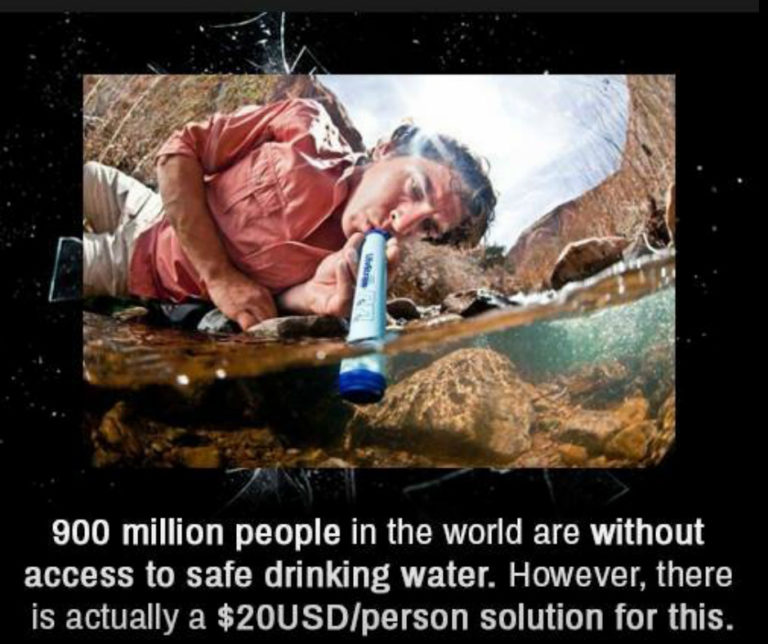 LifeStraw
900 million people in the world are without
access to safe drinking water. However, there
is actually a $20USD/person solution for this.